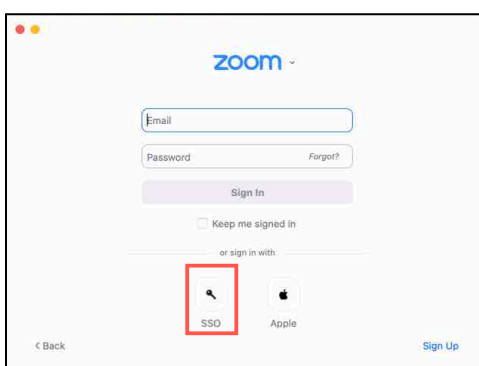 zoom
Email
Password Forgot?
Sign In
Keep me signed in
or sign in with
SSO Apple
< Back Sign Up